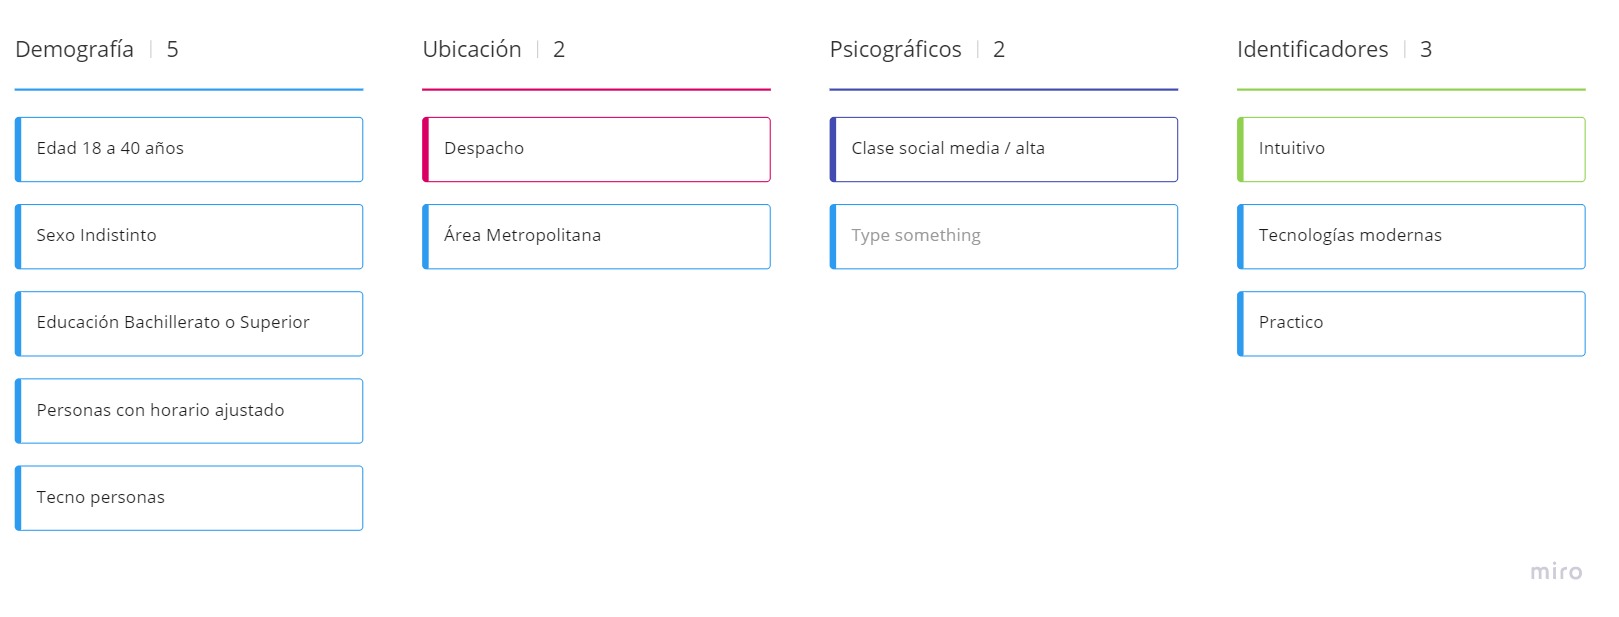 Demografía | 5
Edad 18 a 40 años
Sexo Indistinto
Educación Bachillerato o Superior
Personas con horario ajustado
Tecno personas
Ubicación | 2
Despacho
Área Metropolitana
Psicográficos | 2
Clase social media / alta
Type something
Identificadores | 3
Intuitivo
Tecnologías modernas
Practico
miro